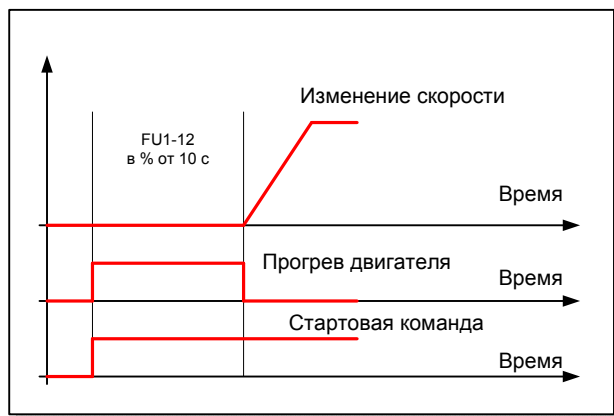 Изменение скорости
FU1-12
в % от 10 с
Время
Прогрев двигателя
Время
Стартовая команда
Время